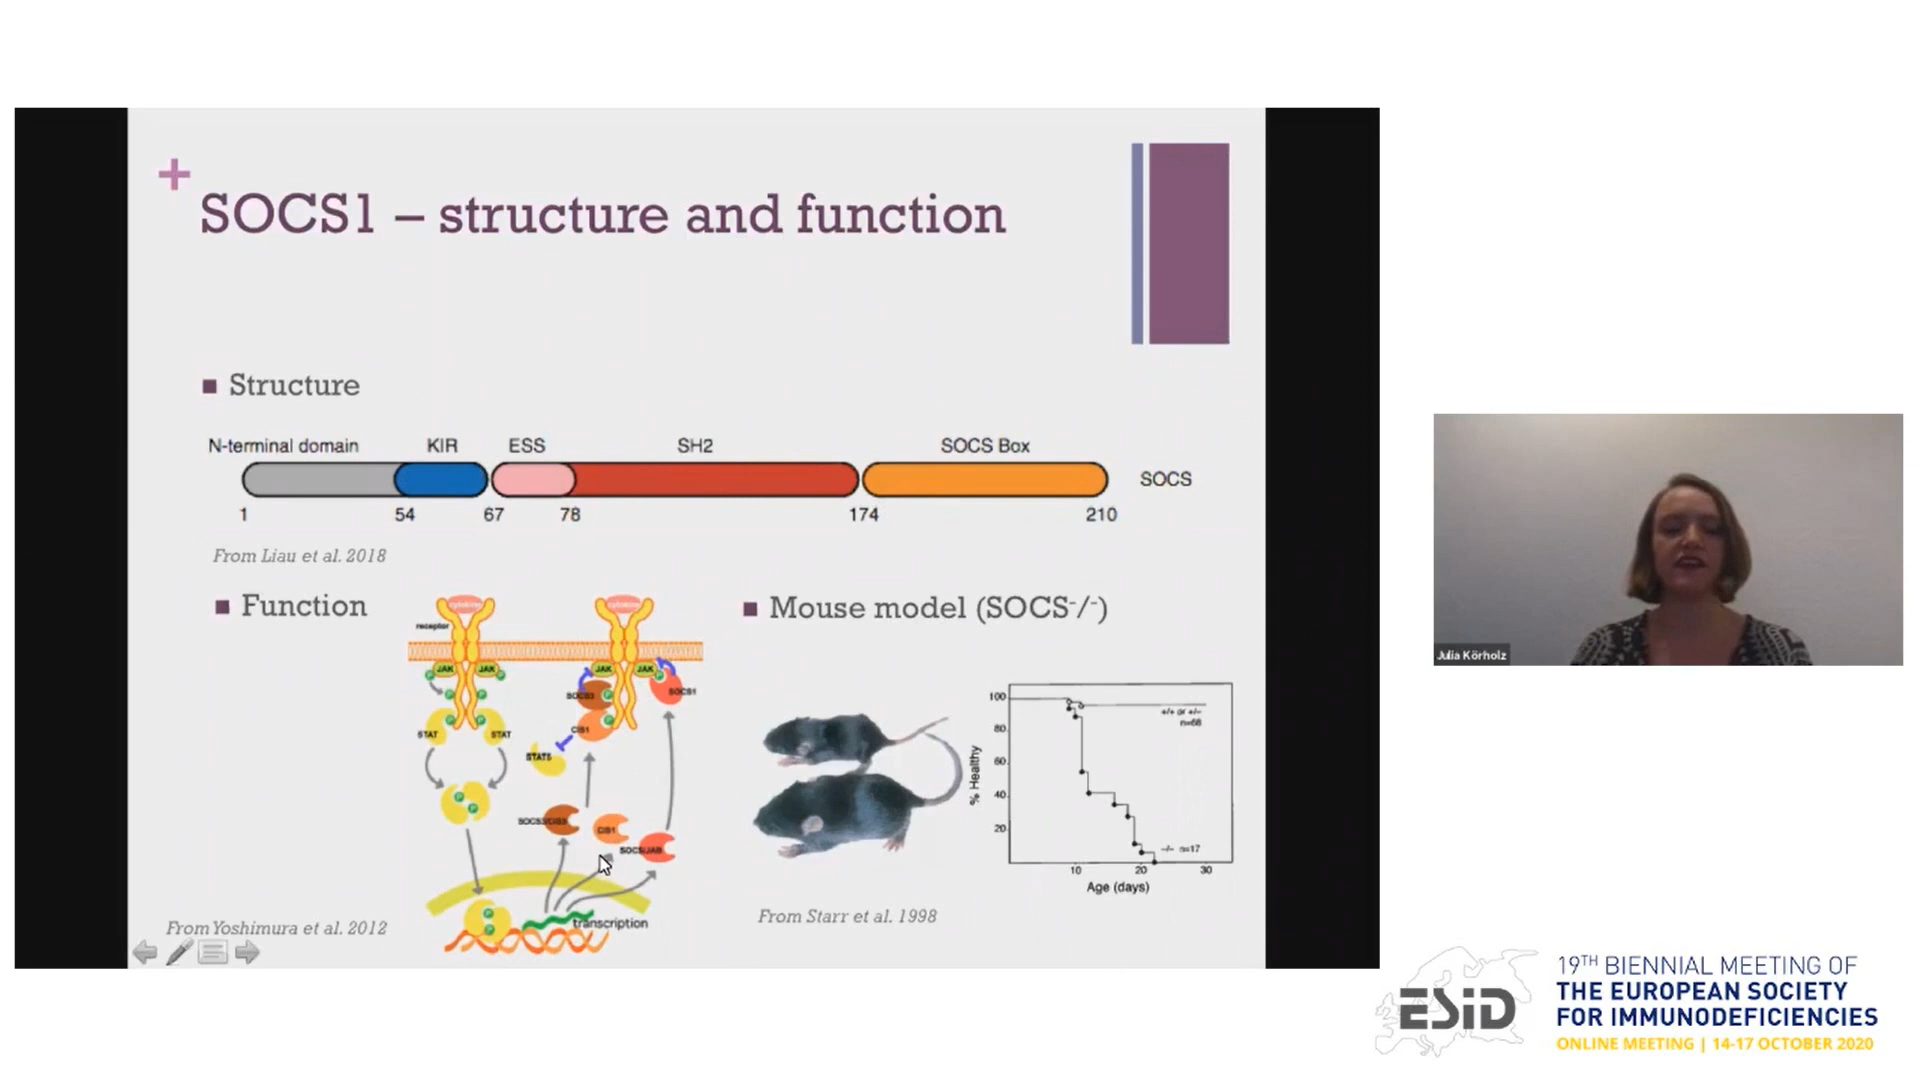 +
SOCS1 – structure and function
Structure
N-terminal domain KIR ESS SH2 SOCS Box
SOCS
1 54 67 78 174 210
From Liau et al. 2018
Function
cytokine cytokine
receptor
JAK JAK JAK JAK
P P P P P P P P P
SOCS3 SOCS1
CIS1
STAT STAT
STAT5
P P
SOCS3/CIS3 CIS1
SOCS1/JAB
P P
transcription
From Yoshimura et al. 2012
Mouse model (SOCS-/-)
100
80
60
40
20
% Healthy
+/+ or +/-
n=68
-/- n=17
10 20 30
Age (days)
From Starr et al. 1998
Julia Körholz
ESiD
19TH BIENNIAL MEETING OF
THE EUROPEAN SOCIETY
FOR IMMUNODEFICIENCIES
ONLINE MEETING | 14-17 OCTOBER 2020